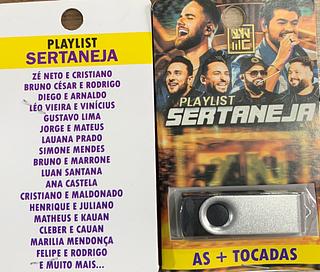 PLAYLIST
SERTANEJA
ZÉ NETO E CRISTIANO
BRUNO CÉSAR E RODRIGO
DIEGO E ARNALDO
LÉO VIEIRA E VINÍCIUS
GUSTAVO LIMA
JORGE E MATEUS
LAUANA PRADO
SIMONE MENDES
BRUNO E MARRONE
LUAN SANTANA
ANA CASTELA
CRISTIANO E MALDONADO
HENRIQUE E JULIANO
MATHEUS E KAUAN
CLEBER E CAUAN
MARILIA MENDONÇA
FELIPE E RODRIGO
E MUITO MAIS...
MC
PLAYLIST
SERTANEJA
AS + TOCADAS